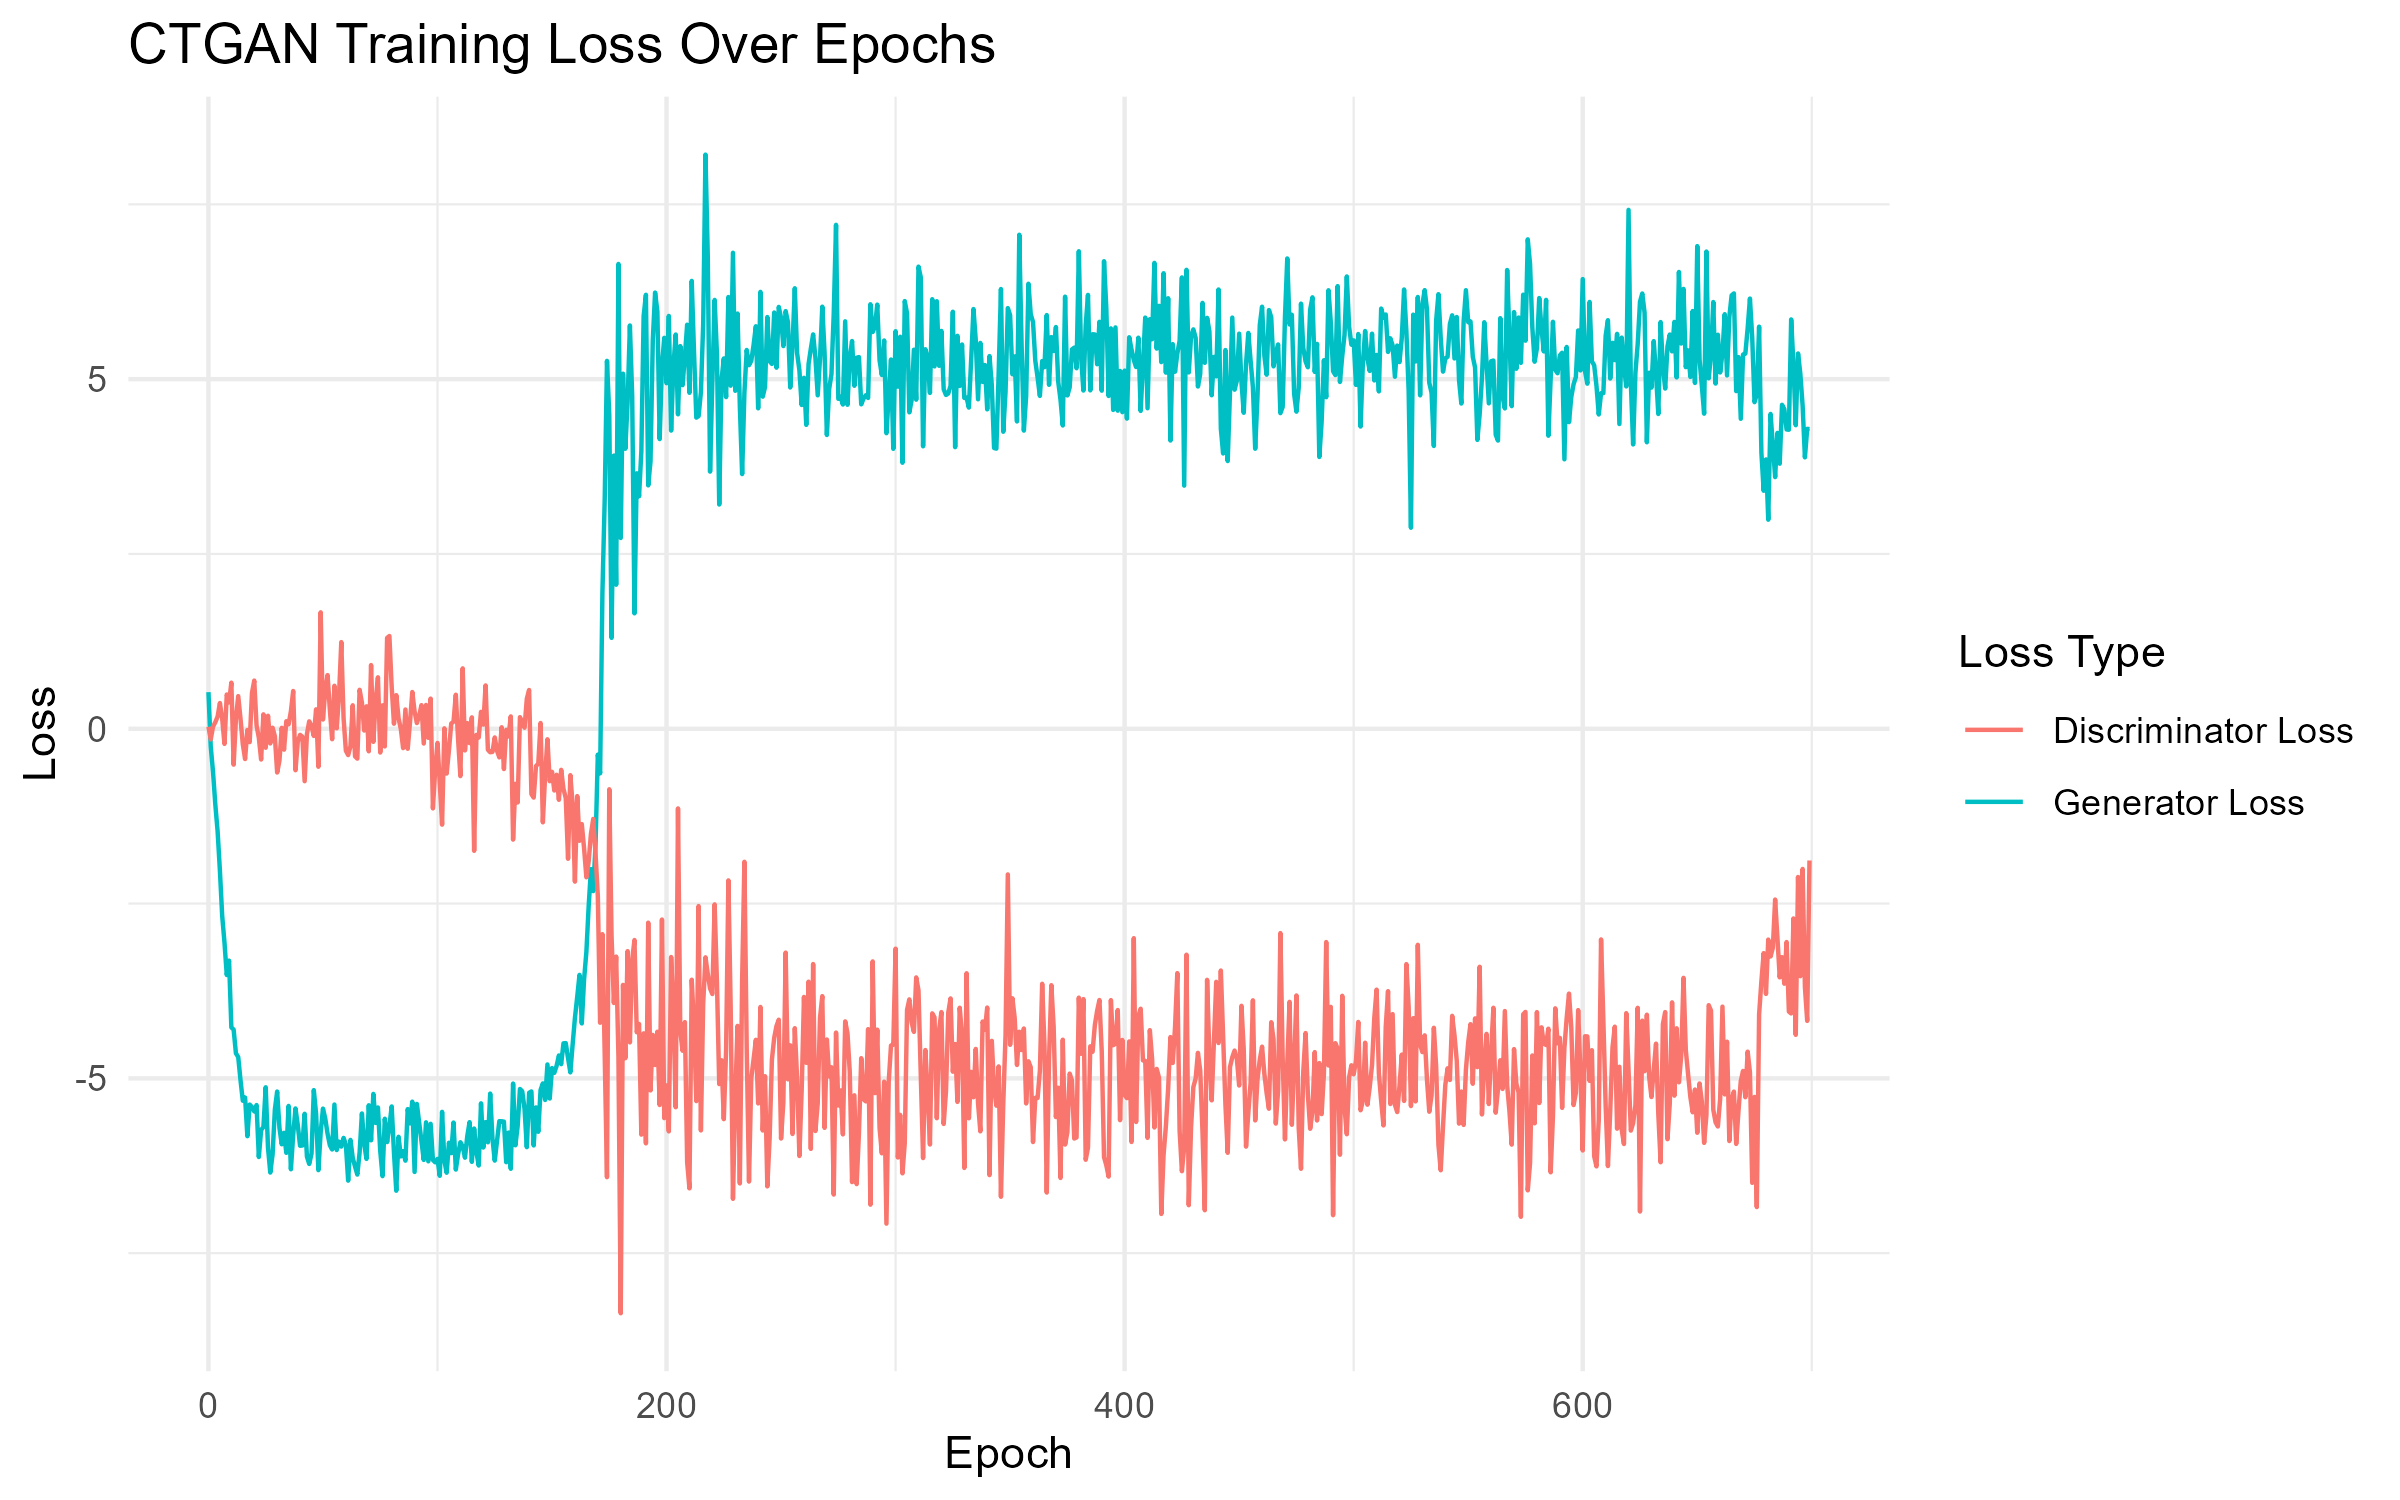 CTGAN Training Loss Over Epochs
5
0
-5
Loss
0
200
400
600
Epoch
Loss Type
Discriminator Loss
Generator Loss